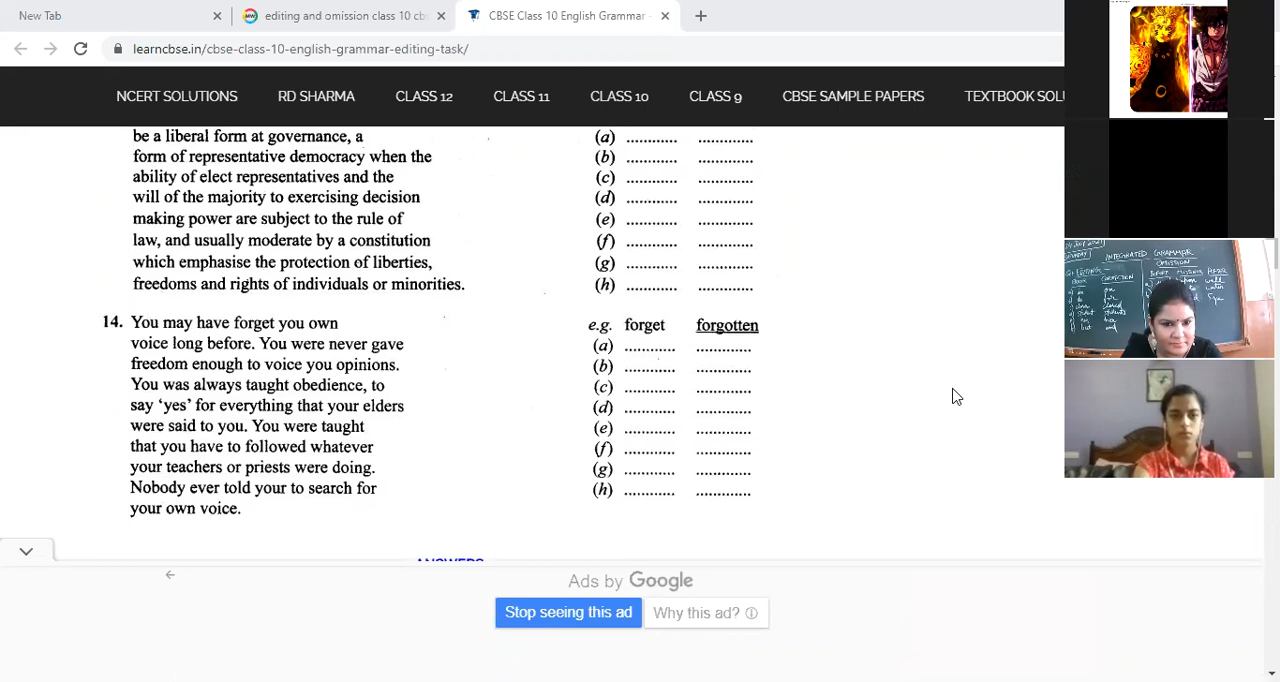 New Tab
editing and omission class 10 cbs
CBSE Class 10 English Grammar -
learncbse.in/cbse-class-10-english-grammar-editing-task/
NCERT SOLUTIONS RD SHARMA CLASS 12 CLASS 11 CLASS 10 CLASS 9 CBSE SAMPLE PAPERS TEXTBOOK SOLU
be a liberal form at governance, a (a) ............ .............
form of representative democracy when the (b) ............ .............
ability of elect representatives and the (c) ............ .............
will of the majority to exercising decision (d) ............ .............
making power are subject to the rule of (e) ............ .............
law, and usually moderate by a constitution (f) ............ .............
which emphasise the protection of liberties, (g) ............ .............
freedoms and rights of individuals or minorities. (h) ............ .............
14. You may have forget you own e.g. forget forgotten
voice long before. You were never gave (a) ............ .............
freedom enough to voice you opinions. (b) ............ .............
You was always taught obedience, to (c) ............ .............
say ‘yes’ for everything that your elders (d) ............ .............
were said to you. You were taught (e) ............ .............
that you have to followed whatever (f) ............ .............
your teachers or priests were doing. (g) ............ .............
Nobody ever told your to search for (h) ............ .............
your own voice.
ANSWERS
Ads by Google
Stop seeing this ad Why this ad?
INTEGRATED GRAMMAR
OMISSION